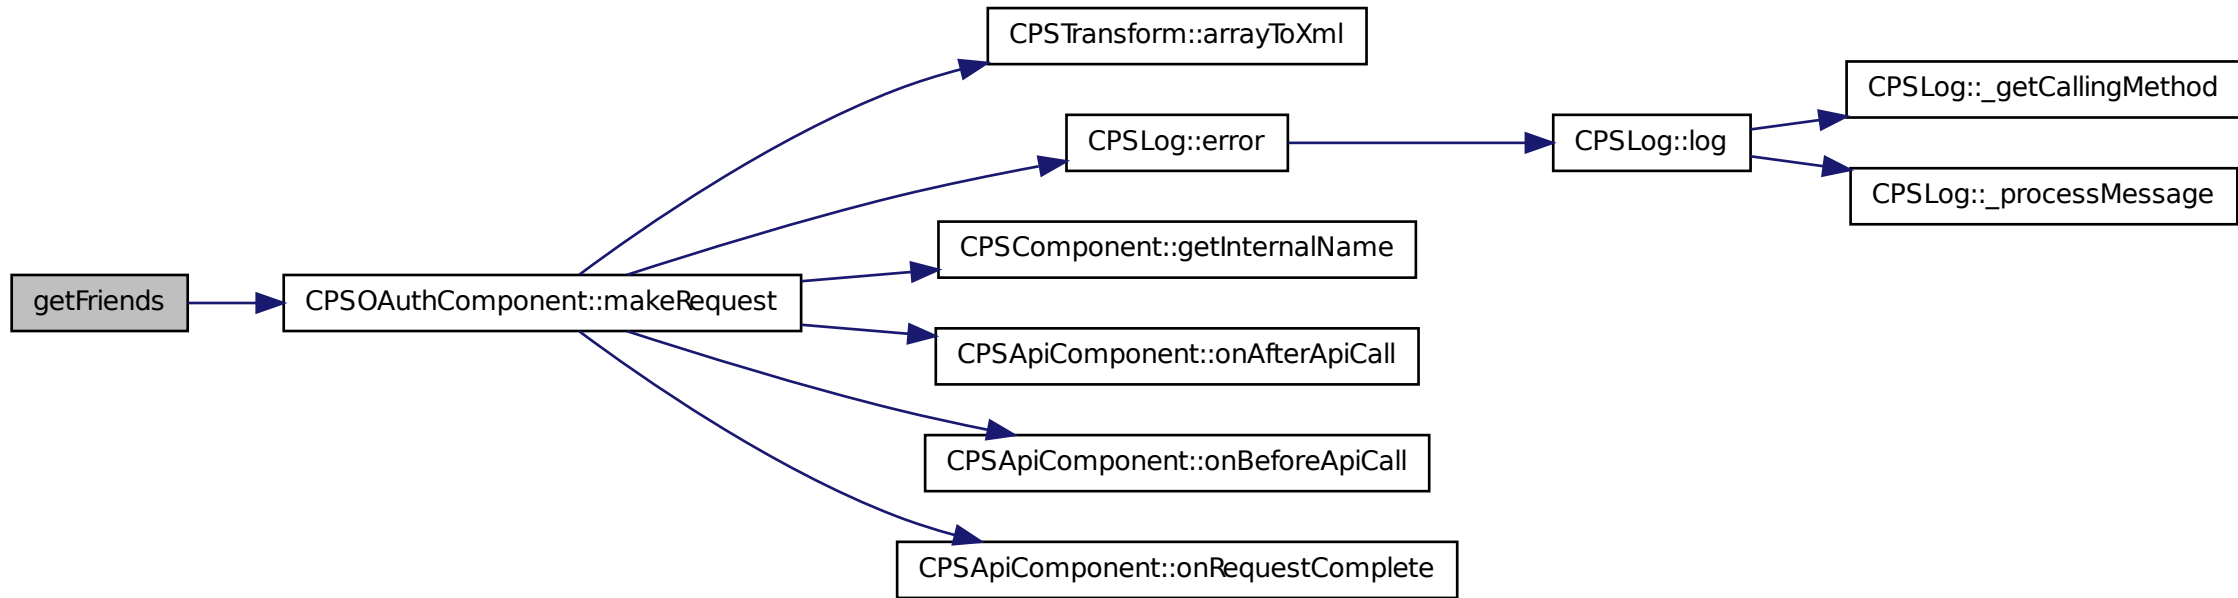 CPSTransform::arrayToXml
CPSLog::_getCallingMethod
CPSLog::error
CPSLog::log
CPSLog::_processMessage
CPSComponent::getInternalName
getFriends
CPSOAuthComponent::makeRequest
CPSApiComponent::onAfterApiCall
CPSApiComponent::onBeforeApiCall
CPSApiComponent::onRequestComplete